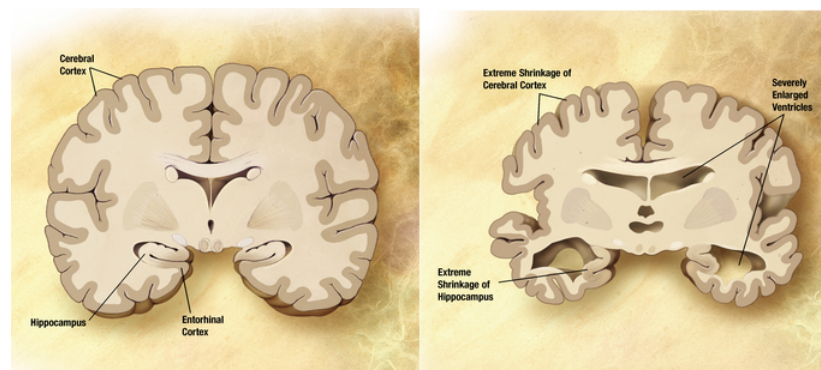 Cerebral
Cortex
Hippocampus
Entorhinal
Cortex
Extreme Shrinkage of
Cerebral Cortex
Severely
Enlarged
Ventricles
Extreme
Shrinkage of
Hippocampus